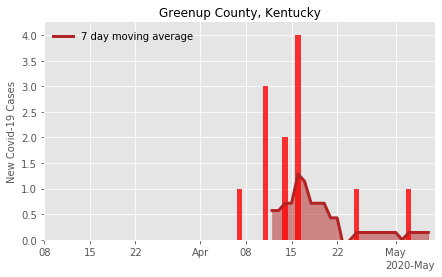 Greenup County, Kentucky
7 day moving average
New Covid-19 Cases
4.0
3.5
3.0
2.5
2.0
1.5
1.0
0.5
0.0
08 15 22 Apr 08 15 22 May
2020-May